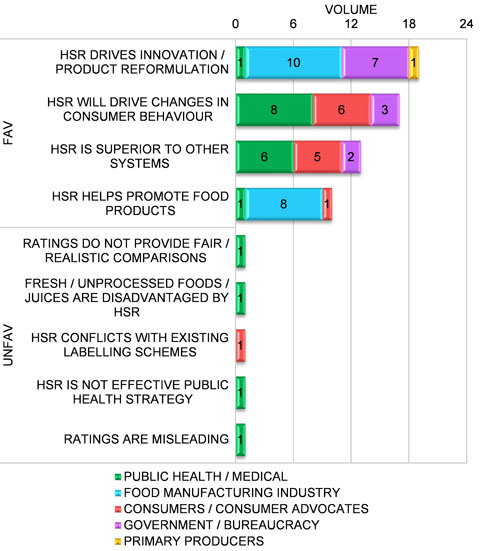 VOLUME
0 6 12 18 24
FAV
HSR DRIVES INNOVATION /
PRODUCT REFORMULATION
1 10 7 1
HSR WILL DRIVE CHANGES IN
CONSUMER BEHAVIOUR
8 6 3
HSR IS SUPERIOR TO OTHER
SYSTEMS
6 5 2
HSR HELPS PROMOTE FOOD
PRODUCTS
1 8 1
UNFAV
RATINGS DO NOT PROVIDE FAIR /
REALISTIC COMPARISONS
1
FRESH / UNPROCESSED FOODS /
JUICES ARE DISADVANTAGED BY
HSR
1
HSR CONFLICTS WITH EXISTING
LABELLING SCHEMES
1
HSR IS NOT EFFECTIVE PUBLIC
HEALTH STRATEGY
1
RATINGS ARE MISLEADING
1
PUBLIC HEALTH / MEDICAL
FOOD MANUFACTURING INDUSTRY
CONSUMERS / CONSUMER ADVOCATES
GOVERNMENT / BUREAUCRACY
PRIMARY PRODUCERS